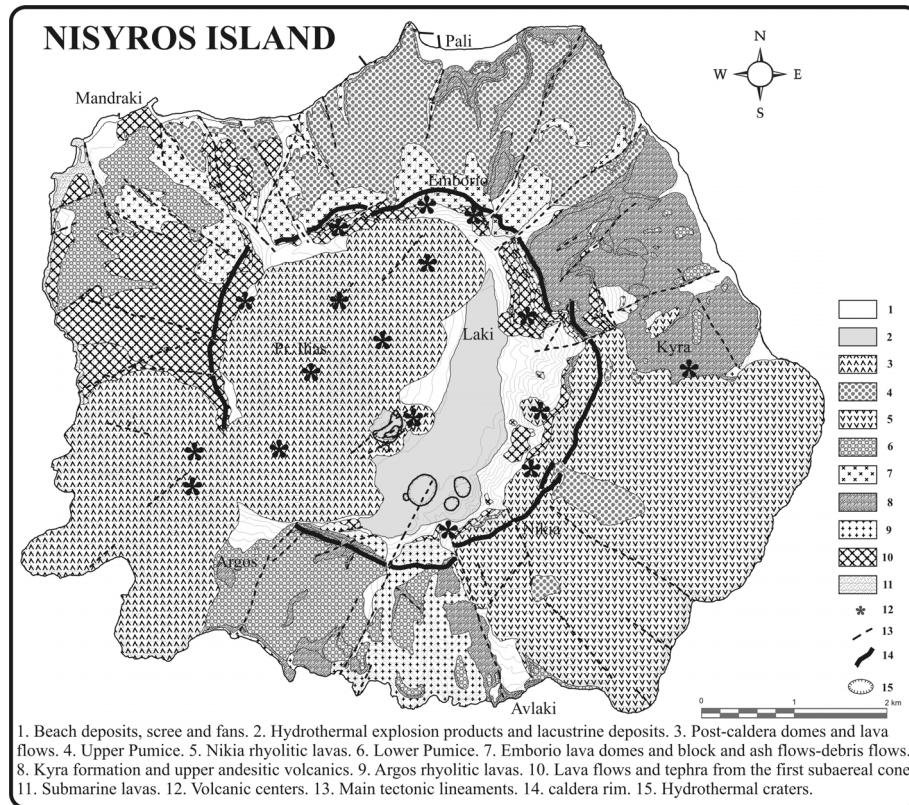 NISYROS ISLAND
Pali
N
W E
S
Mandraki
Emborio
Laki
Pr. Ilias
Kyra
Nikia
Argos
Avlaki
1
2
3
4
5
6
7
8
9
10
11
12
13
14
15
0 1 2 km
1. Beach deposits, scree and fans. 2. Hydrothermal explosion products and lacustrine deposits. 3. Post-caldera domes and lava
flows. 4. Upper Pumice. 5. Nikia rhyolitic lavas. 6. Lower Pumice. 7. Emborio lava domes and block and ash flows-debris flows.
8. Kyra formation and upper andesitic volcanics. 9. Argos rhyolitic lavas. 10. Lava flows and tephra from the first subaereal cone
11. Submarine lavas. 12. Volcanic centers. 13. Main tectonic lineaments. 14. caldera rim. 15. Hydrothermal craters.